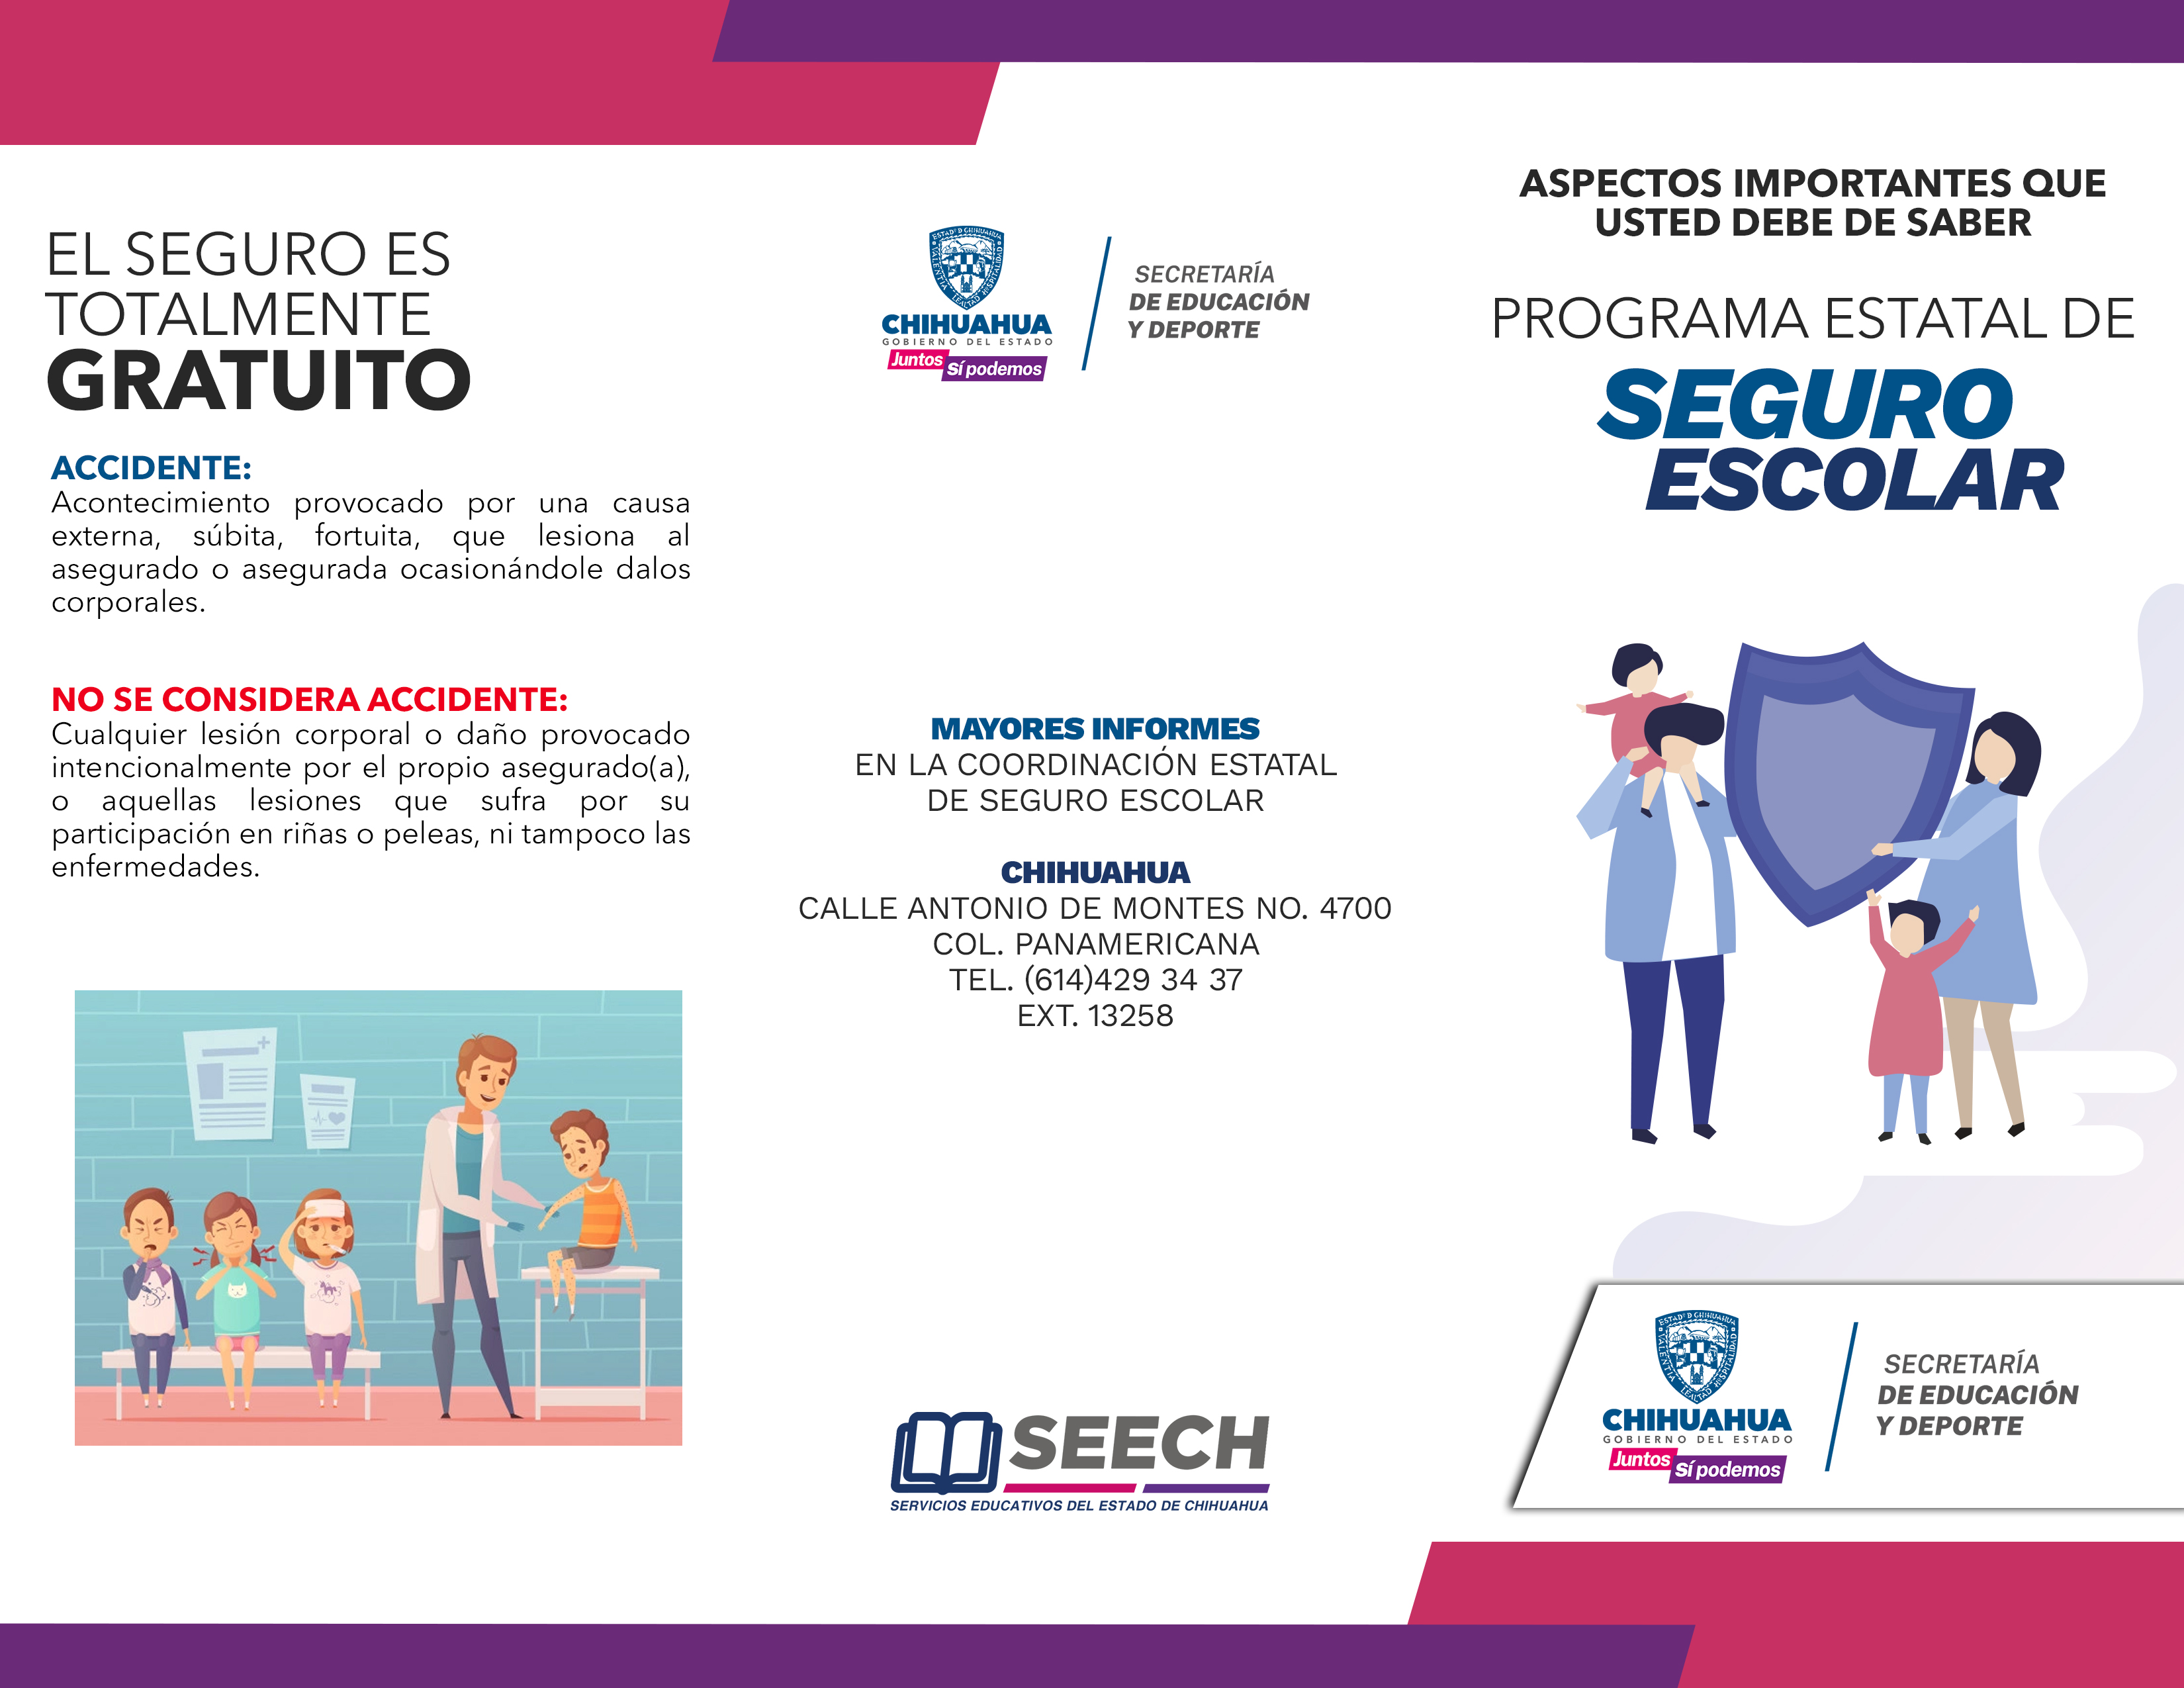 EL SEGURO ES
TOTALMENTE
GRATUITO
ACCIDENTE:
Acontecimiento provocado por una causa
externa, súbita, fortuita, que lesiona al
asegurado o asegurada ocasionándole dalos
corporales.
NO SE CONSIDERA ACCIDENTE:
Cualquier lesión corporal o daño provocado
intencionalmente por el propio asegurado(a),
o aquellas lesiones que sufra por su
participación en riñas o peleas, ni tampoco las
enfermedades.
ESTADO D CHIHUAHUA
VALENTIA LEALTAD HOSPITALIDAD
CHIHUAHUA
GOBIERNO DEL ESTADO
Juntos
Sí podemos
SECRETARÍA
DE EDUCACIÓN
Y DEPORTE
MAYORES INFORMES
EN LA COORDINACIÓN ESTATAL
DE SEGURO ESCOLAR
CHIHUAHUA
CALLE ANTONIO DE MONTES NO. 4700
COL. PANAMERICANA
TEL. (614)429 34 37
EXT. 13258
SEECH
SERVICIOS EDUCATIVOS DEL ESTADO DE CHIHUAHUA
ASPECTOS IMPORTANTES QUE
USTED DEBE DE SABER
PROGRAMA ESTATAL DE
SEGURO
ESCOLAR
ESTADO D CHIHUAHUA
VALENTIA LEALTAD HOSPITALIDAD
CHIHUAHUA
GOBIERNO DEL ESTADO
Juntos
Sí podemos
SECRETARÍA
DE EDUCACIÓN
Y DEPORTE